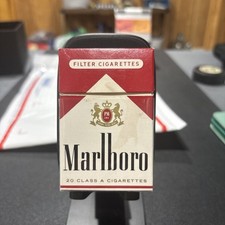 FILTER CIGARETTES
Marlboro
20 CLASS A CIGARETTES